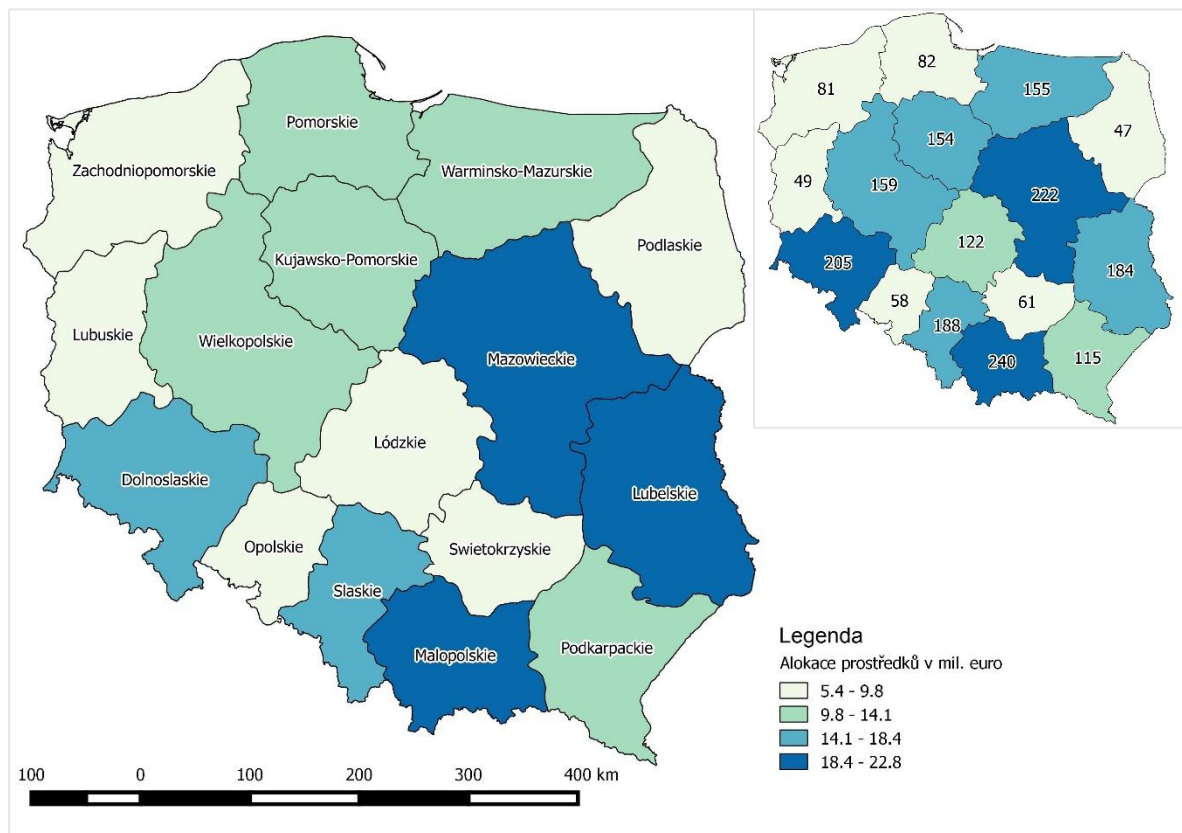 Pomorskie
Zachodniopomorskie
Warminsko-Mazurskie
Podlaskie
Kujawsko-Pomorskie
Lubuskie
Wielkopolskie
Mazowieckie
Lódzkie
Dolnoslaskie
Lubelskie
Opolskie
Swietokrzyskie
Slaskie
Malopolskie
Podkarpackie
81
82
155
47
154
49
159
222
122
205
184
58
61
188
240
115
Legenda
Alokace prostředků v mil. euro
5.4 - 9.8
9.8 - 14.1
14.1 - 18.4
18.4 - 22.8
100 0 100 200 300 400 km